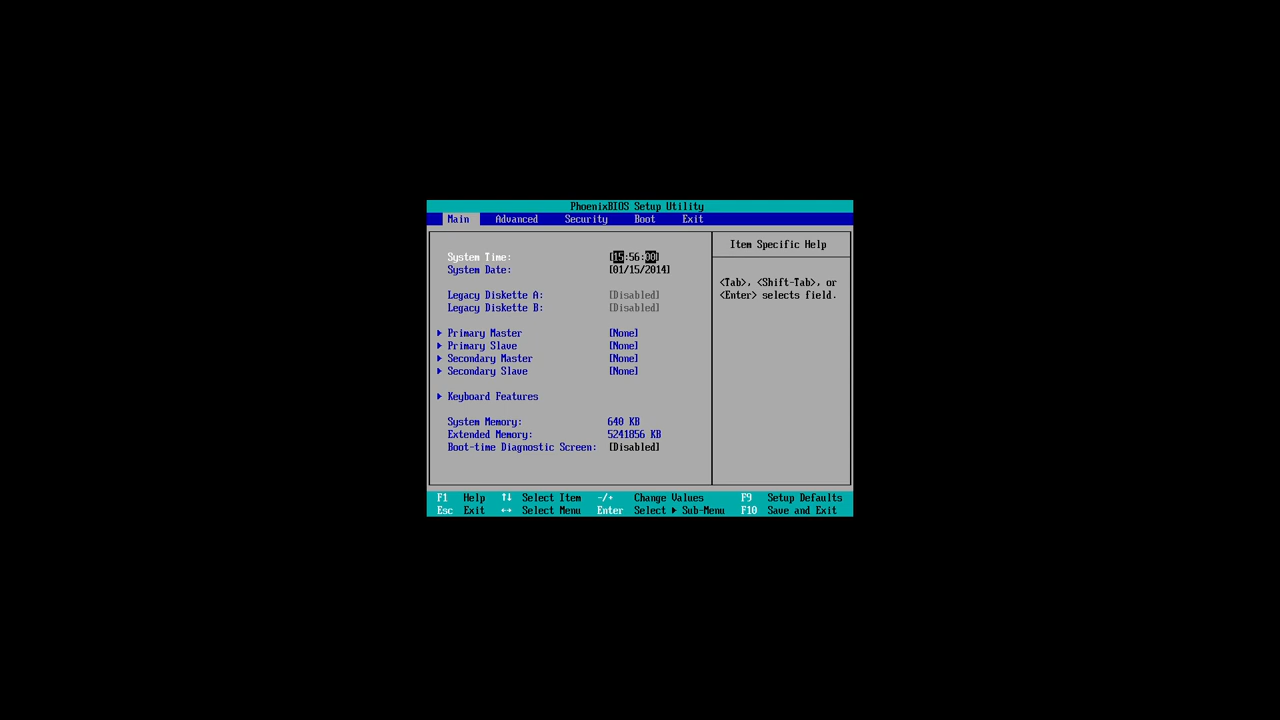 PhoenixBIOS Setup Utility
Main Advanced Security Boot Exit
Item Specific Help
System Time: [15:56:00]
System Date: [01/15/2014]
<Tab>, <Shift-Tab>, or
<Enter> selects field.
Legacy Diskette A: [Disabled]
Legacy Diskette B: [Disabled]
Primary Master [None]
Primary Slave [None]
Secondary Master [None]
Secondary Slave [None]
Keyboard Features
System Memory: 640 KB
Extended Memory: 5241856 KB
Boot-time Diagnostic Screen: [Disabled]
F1 Help ↑↓ Select Item -/+ Change Values F9 Setup Defaults
Esc Exit ↔ Select Menu Enter Select ▶ Sub-Menu F10 Save and Exit